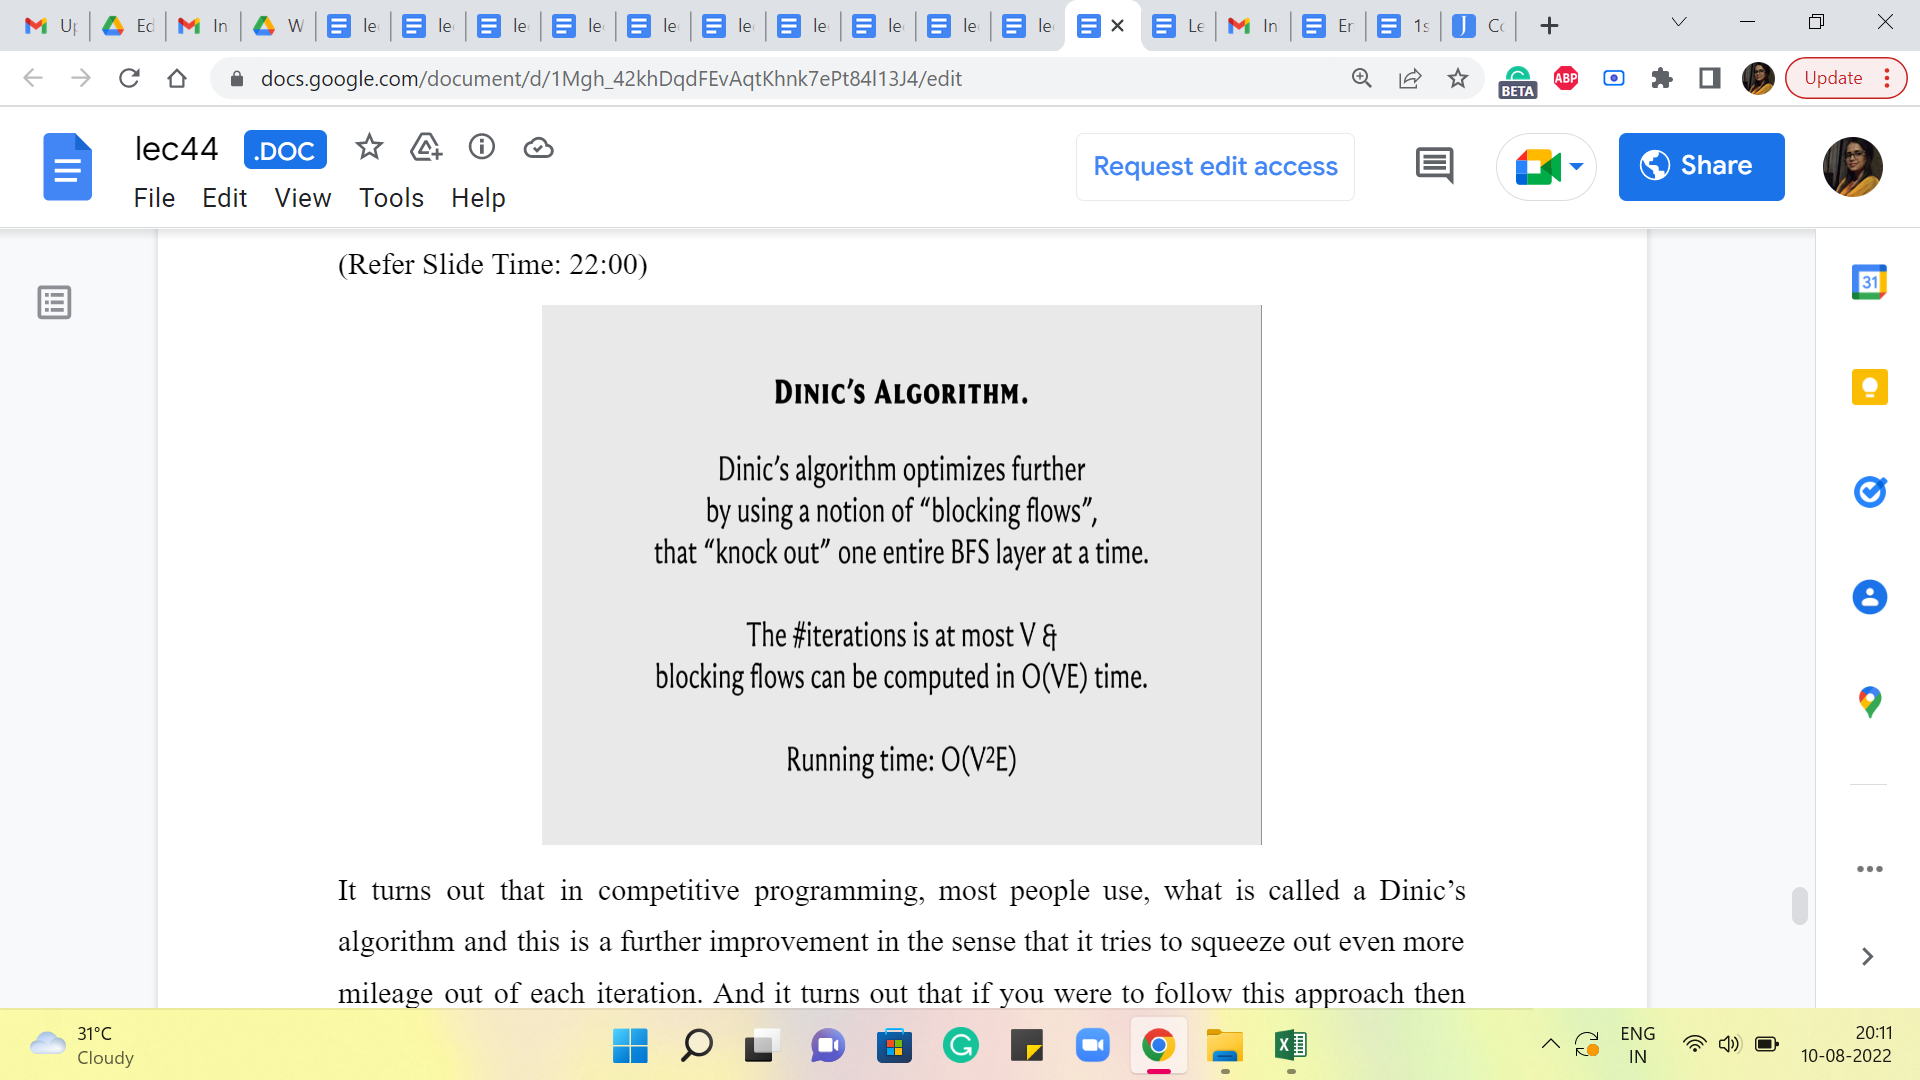 Up
Ed
In
W
le
le
le
le
le
le
le
le
le
le
Le
In
Er
1s
Co
docs.google.com/document/d/1Mgh_42khDqdFEvAqtKhnk7ePt84l13J4/edit
BETA
ABP
Update
lec44
.DOC
Request edit access
Share
File Edit View Tools Help
31
(Refer Slide Time: 22:00)
DINIC'S ALGORITHM.
Dinic's algorithm optimizes further
by using a notion of “blocking flows”,
that “knock out” one entire BFS layer at a time.
The #iterations is at most V &
blocking flows can be computed in O(VE) time.
Running time: O(V²E)
It turns out that in competitive programming, most people use, what is called a Dinic’s
algorithm and this is a further improvement in the sense that it tries to squeeze out even more
mileage out of each iteration. And it turns out that if you were to follow this approach then
31°C
Cloudy
ENG
IN
20:11
10-08-2022